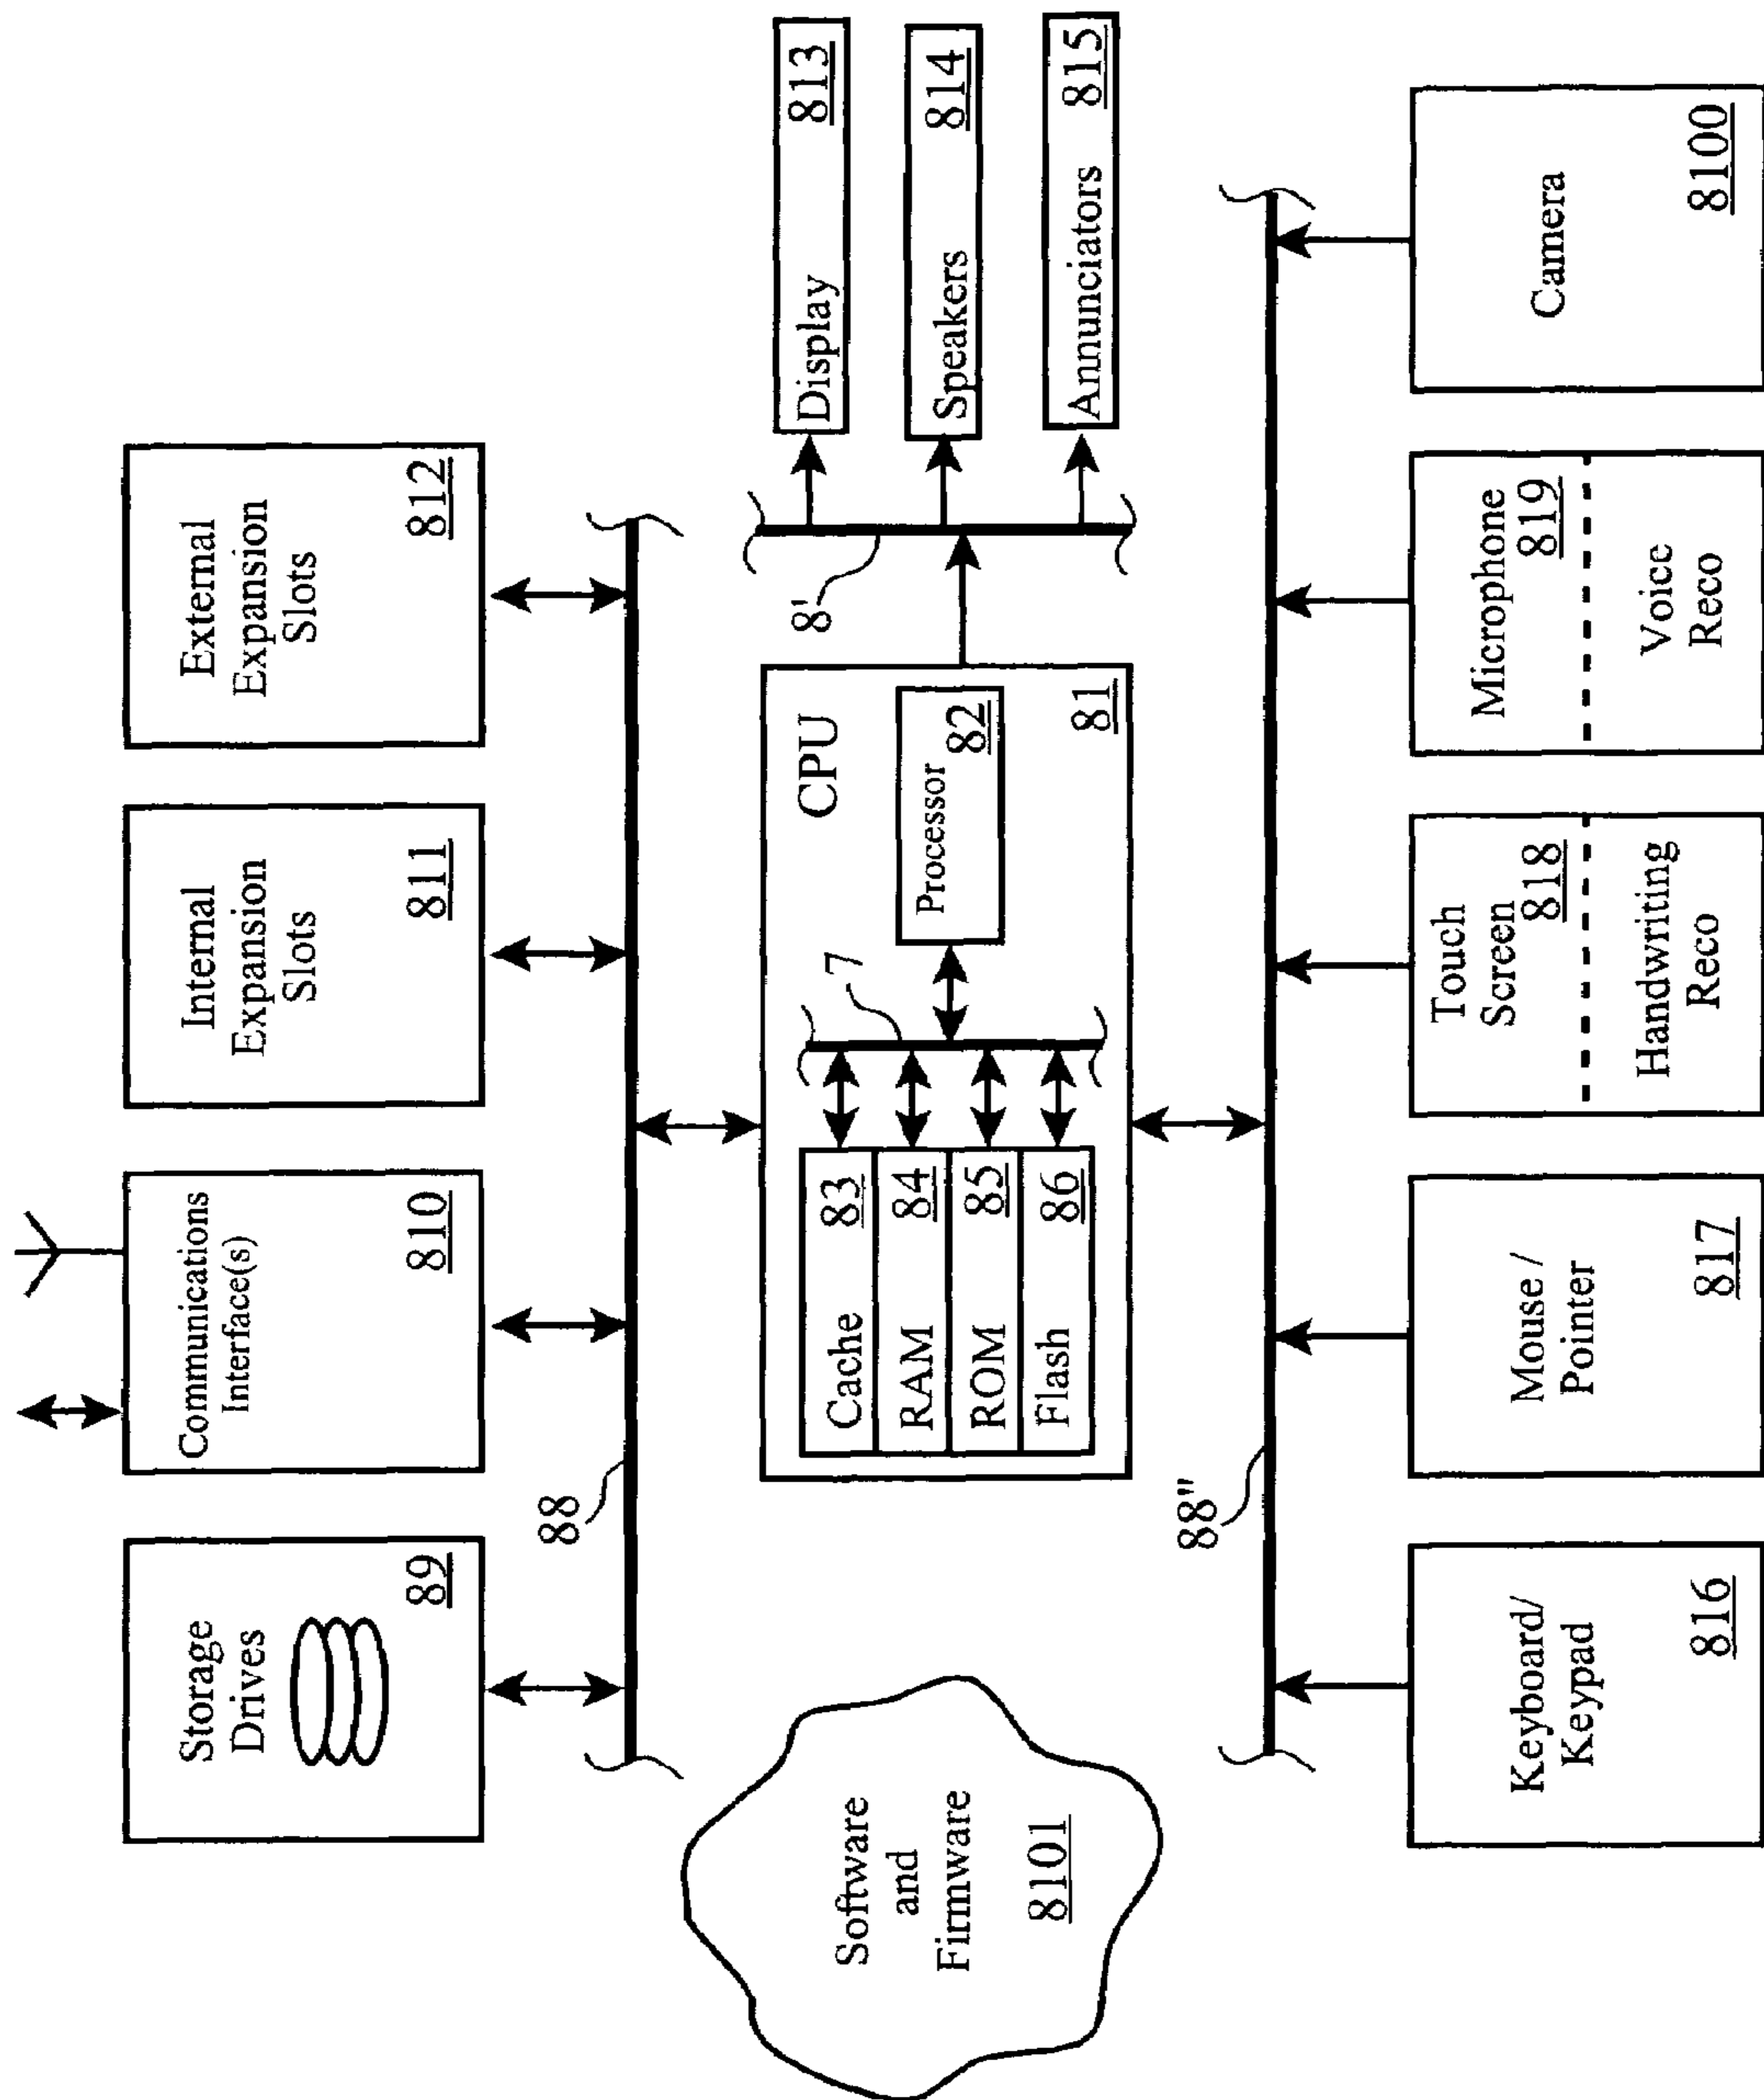 Storage
Drives
89
Communications
Interface(s)
810
Internal
Expansion
Slots
811
External
Expansion
Slots
812
88
Software
and
Firmware
8101
CPU
Cache 83
RAM 84
ROM 85
Flash 86
7
Processor
82
81
8'
Display 813
Speakers 814
Annunciators 815
88"
Keyboard/
Keypad
816
Mouse /
Pointer
817
Touch
Screen
818
Handwriting
Reco
Microphone
819
Voice
Reco
Camera
8100